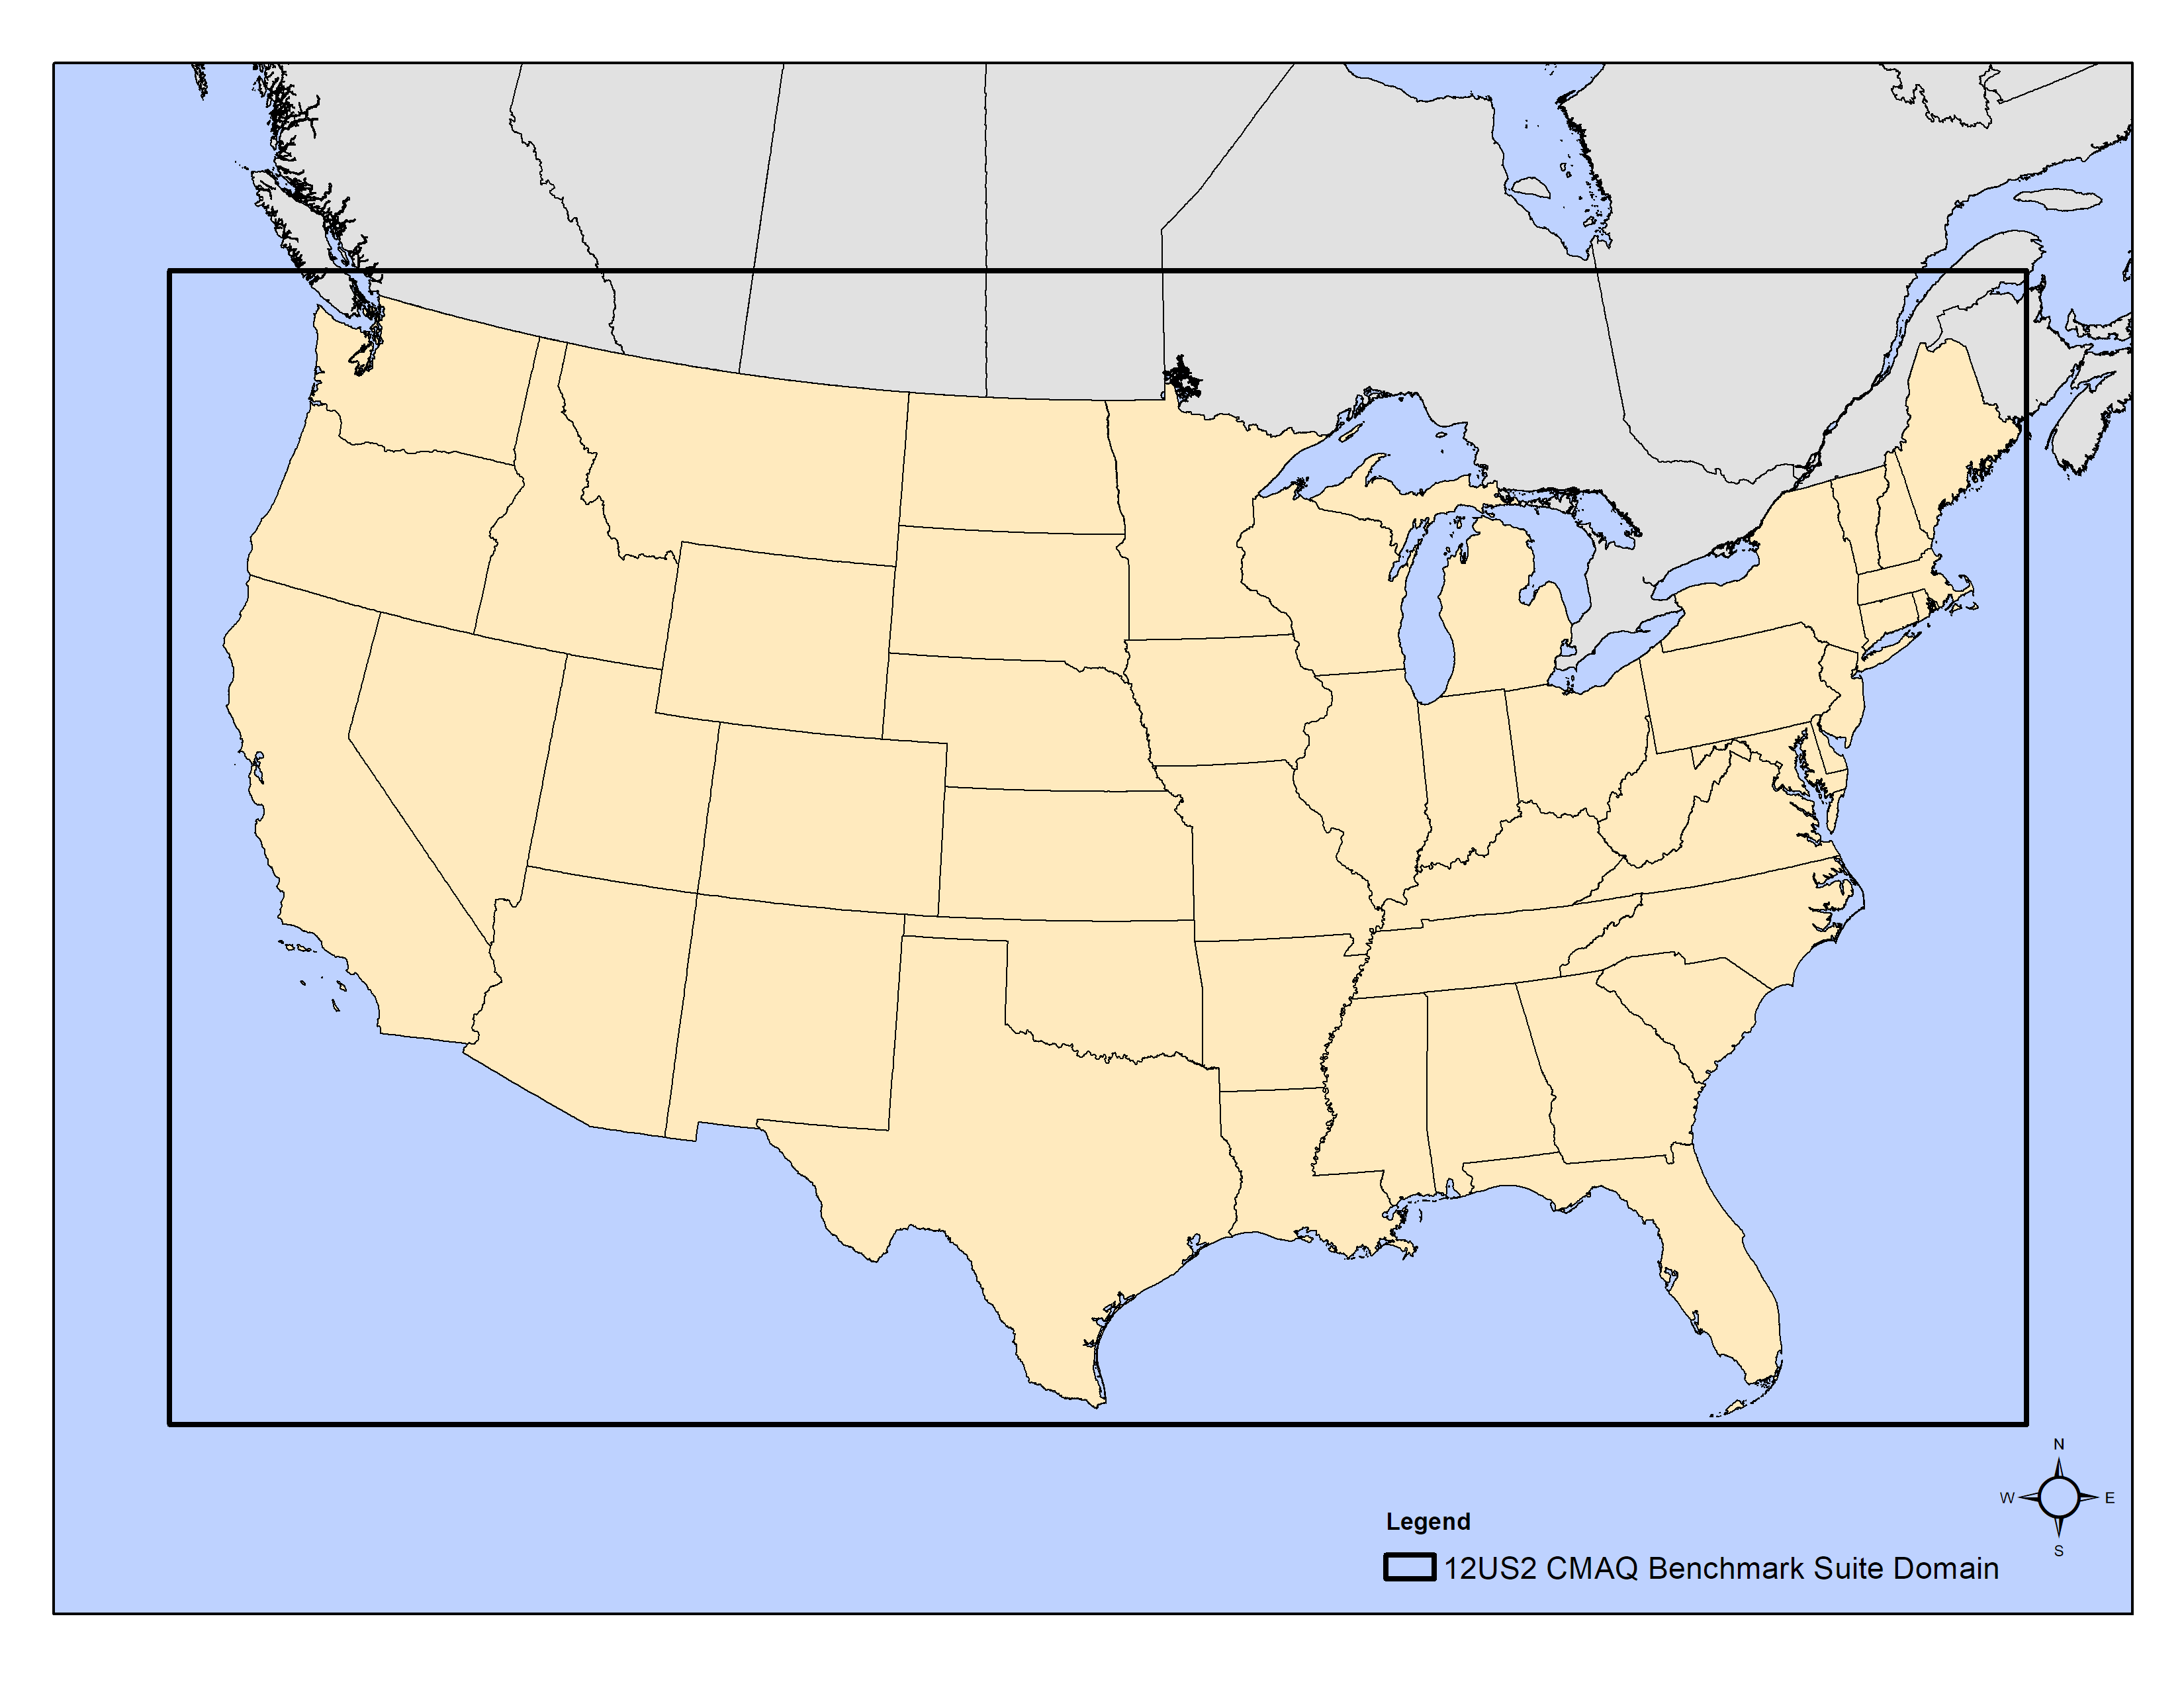 N
W E
S
Legend
12US2 CMAQ Benchmark Suite Domain